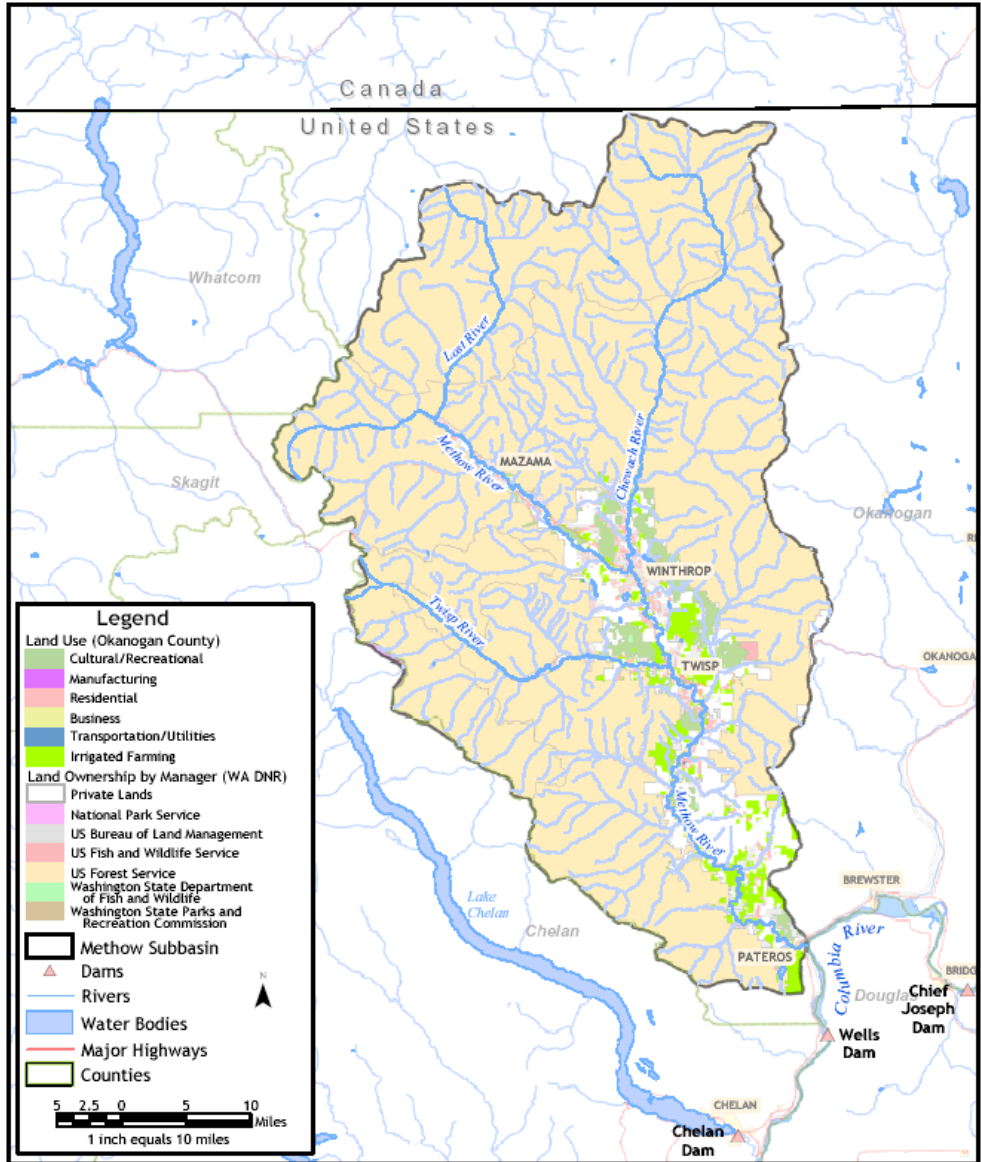 Canada
United States
Whatcom
Lost River
Methow River
MAZAMA
Chewach River
Skagit
Okanogan
WINTHROP
Twisp River
TWISP
OKANOGA
Methow River
Lake
Chelan
Chelan
BREWSTER
PATEROS
Columbia River
Douglas
BRIDG
Chief
Joseph
Dam
Wells
Dam
CHELAN
Chelan
Dam
Legend
Land Use (Okanogan County)
Cultural/Recreational
Manufacturing
Residential
Business
Transportation/Utilities
Irrigated Farming
Land Ownership by Manager (WA DNR)
Private Lands
National Park Service
US Bureau of Land Management
US Fish and Wildlife Service
US Forest Service
Washington State Department
of Fish and Wildlife
Washington State Parks and
Recreation Commission
Methow Subbasin
Dams
N
Rivers
Water Bodies
Major Highways
Counties
5 2.5 0 5 10
Miles
1 inch equals 10 miles